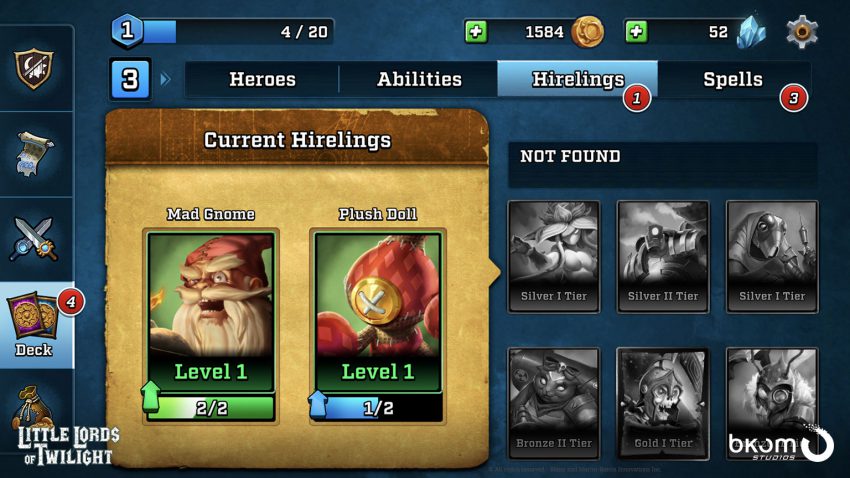 1
4 / 20
1584
52
3
Heroes
Abilities
Hirelings
1
Spells
3
Current Hirelings
NOT FOUND
Mad Gnome
Plush Doll
Level 1
Level 1
2/2
1/2
Silver I Tier
Silver II Tier
Silver I Tier
4
Deck
Bronze II Tier
Gold I Tier
Tier
LITTLE LORDS
OF TWILIGHT
bkom
STUDIOS